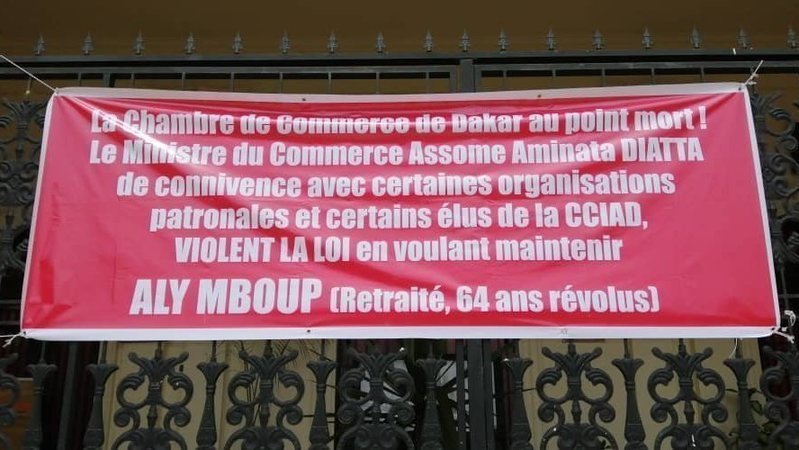 La Chambre de Commerce de Dakar au point mort !
Le Ministre du Commerce Assome Aminata DIATTA
de connivence avec certaines organisations
patronales et certains élus de la CCIAD,
VIOLENT LA LOI en voulant maintenir
ALY MBOUP (Retraité, 64 ans révolus)